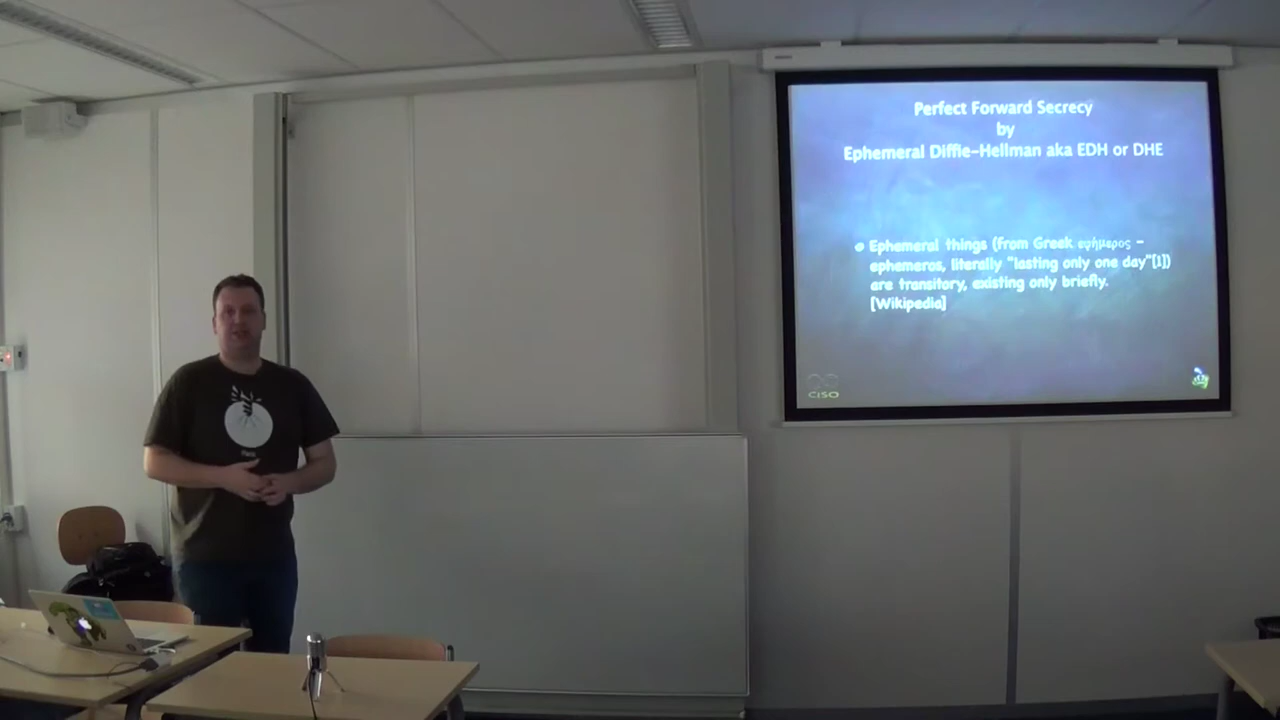 Perfect Forward Secrecy
by
Ephemeral Diffie-Hellman aka EDH or DHE
Ephemeral things (from Greek εφήμερος –
ephemeros, literally "lasting only one day"[1])
are transitory, existing only briefly.
[Wikipedia]
CISO